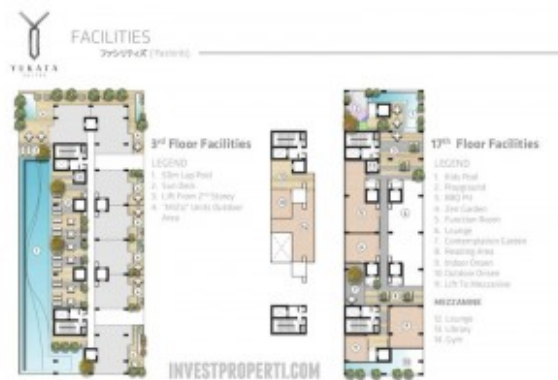 YUKATA
SUITES
FACILITIES
ファシリティズ
3rd Floor Facilities
LEGEND
1. 50m Lap Pool
2. Sun Deck
3. Lift From 2nd Storey
4. Units Outdoor
Area
17th Floor Facilities
LEGEND
1. Kids Pool
2. Playground
3. BBQ Pit
4. Zen Garden
5. Function Room
6. Lounge
7. Contemplation Garden
8. Reading Area
9. Indoor Onsen
10. Outdoor Onsen
11. Lift To Mezzanine
MEZZANINE
12. Lounge
13. Library
14. Gym
INVESTPROPERTI.COM